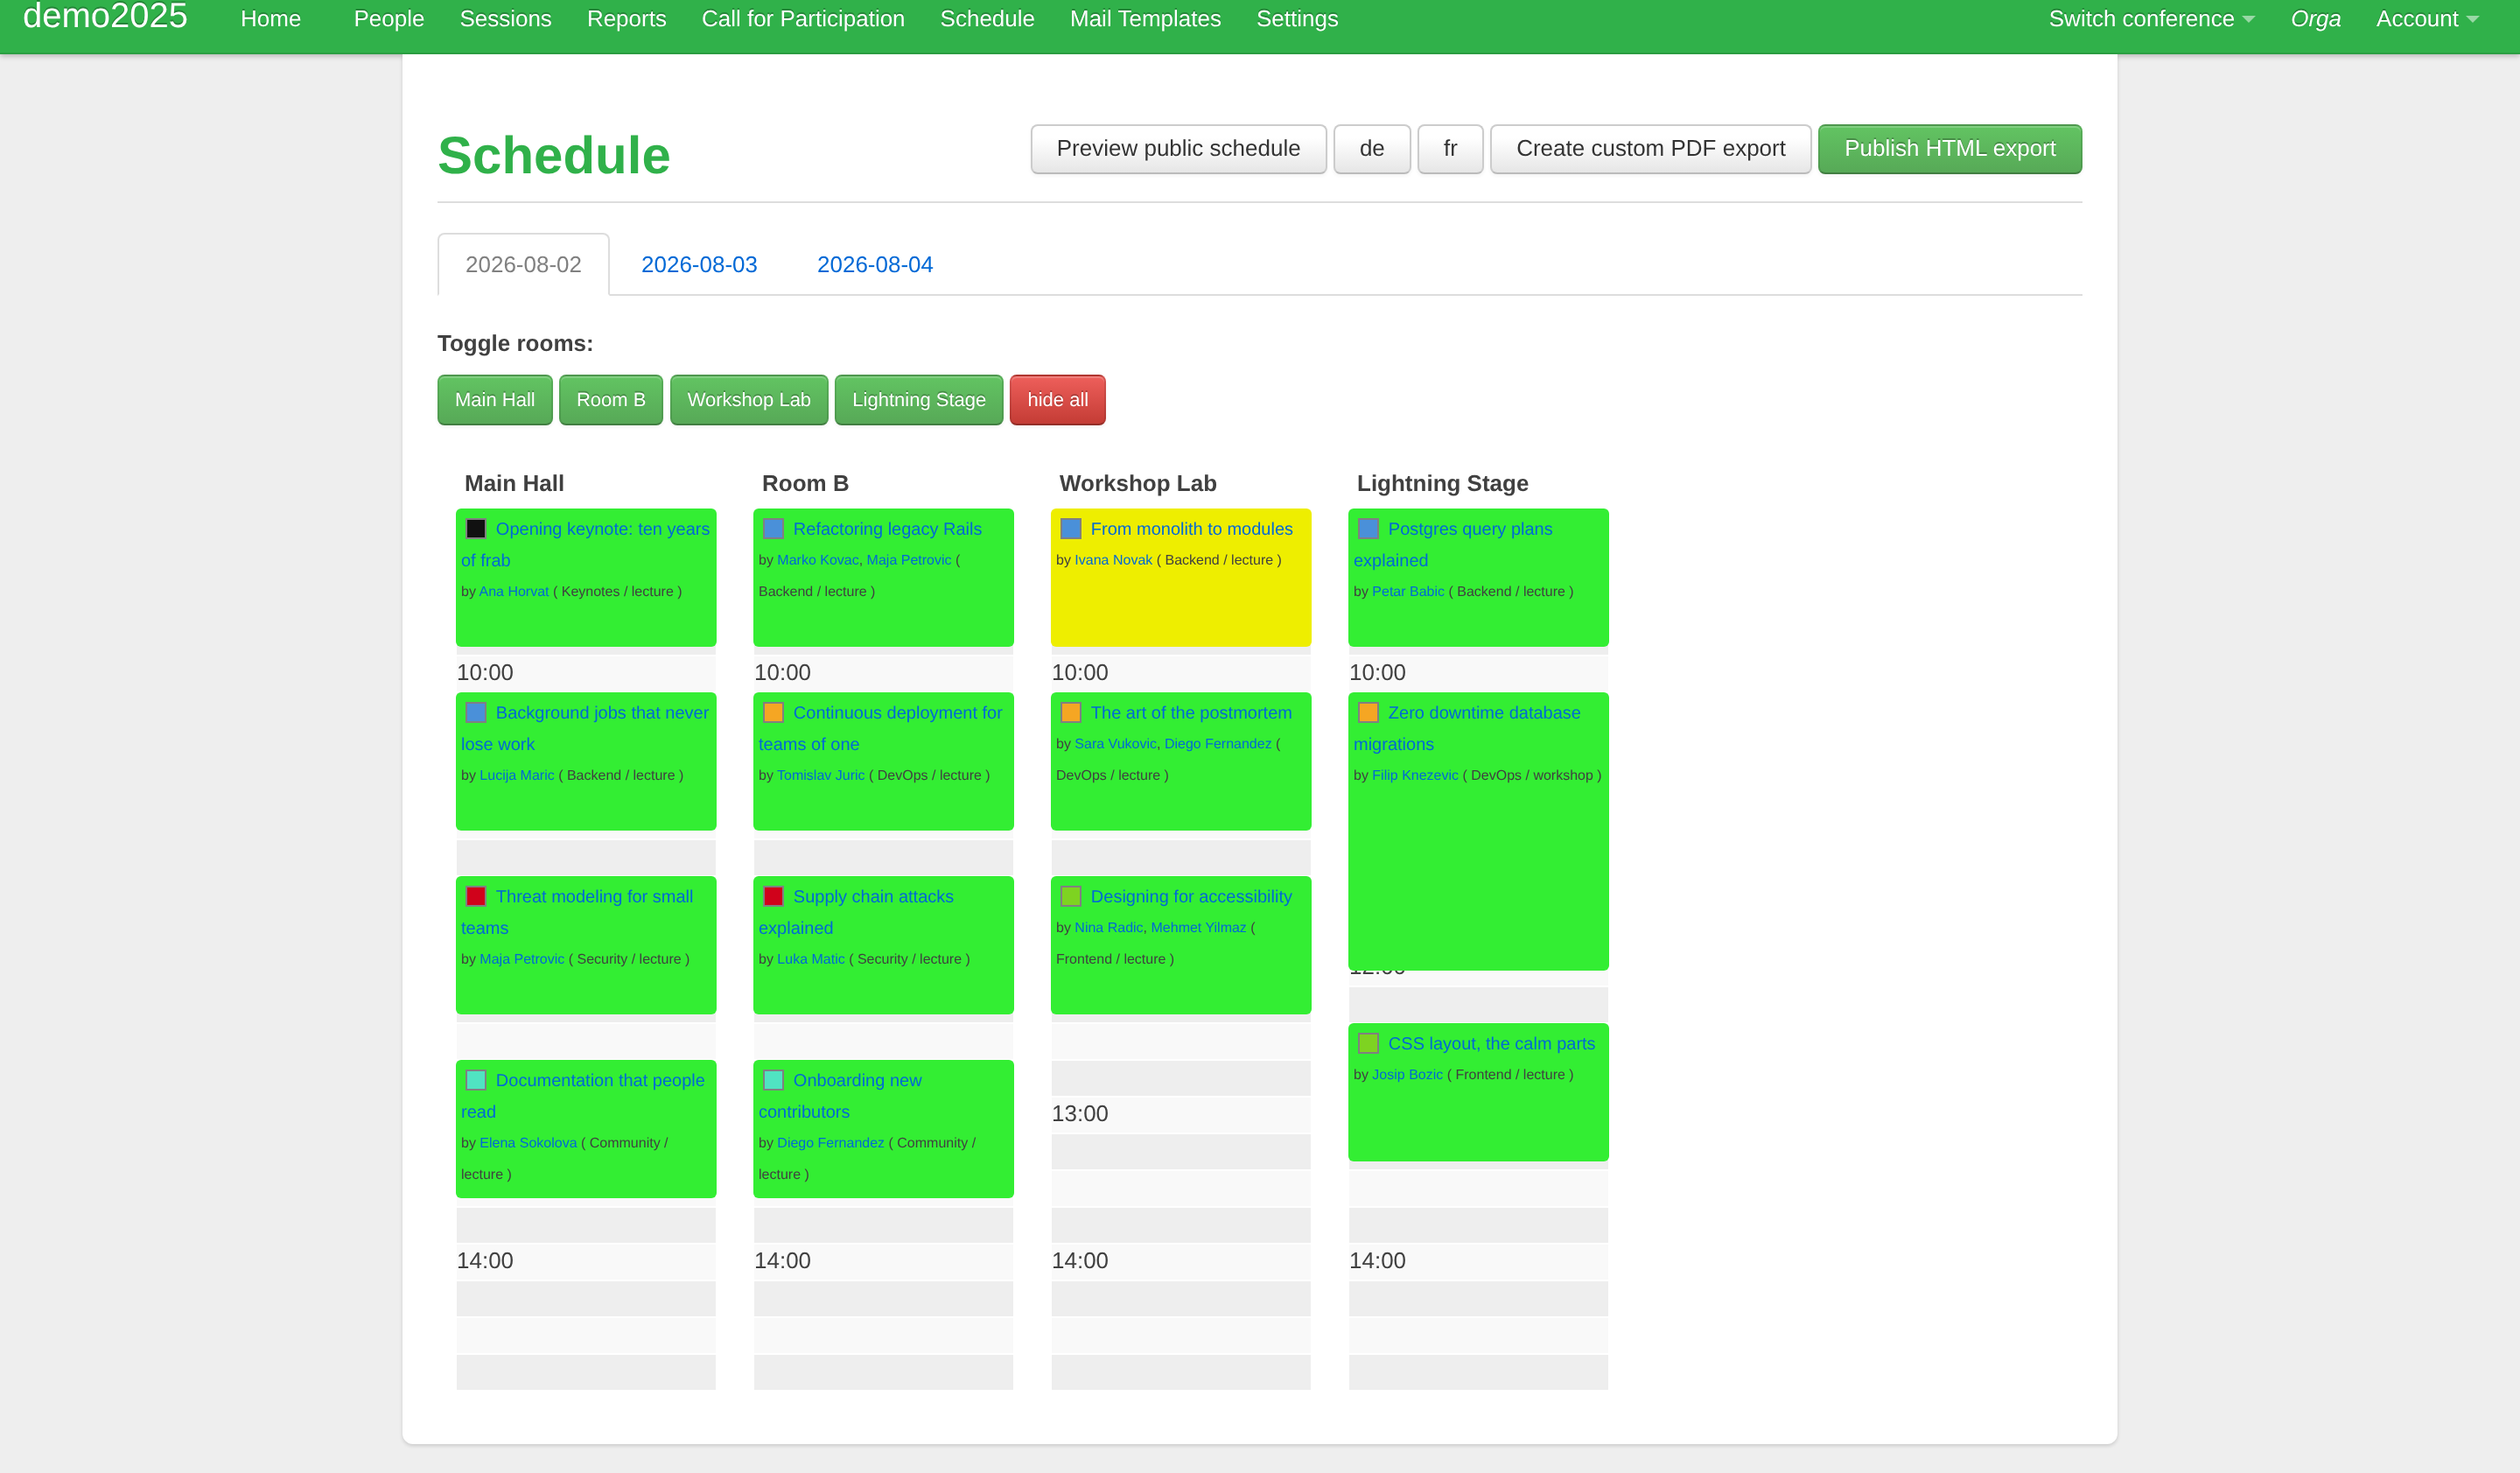 demo2025 Home People Sessions Reports Call for Participation Schedule Mail Templates Settings Switch conference Orga Account
Schedule
Preview public schedule de fr Create custom PDF export Publish HTML export
2026-08-02 2026-08-03 2026-08-04
Toggle rooms:
Main Hall Room B Workshop Lab Lightning Stage hide all
Main Hall
Opening keynote: ten years
of frab
by Ana Horvat ( Keynotes / lecture )
10:00
Background jobs that never
lose work
by Lucija Maric ( Backend / lecture )
Threat modeling for small
teams
by Maja Petrovic ( Security / lecture )
Documentation that people
read
by Elena Sokolova ( Community /
lecture )
14:00
Room B
Refactoring legacy Rails
by Marko Kovac, Maja Petrovic (
Backend / lecture )
10:00
Continuous deployment for
teams of one
by Tomislav Juric ( DevOps / lecture )
Supply chain attacks
explained
by Luka Matic ( Security / lecture )
Onboarding new
contributors
by Diego Fernandez ( Community /
lecture )
14:00
Workshop Lab
From monolith to modules
by Ivana Novak ( Backend / lecture )
10:00
The art of the postmortem
by Sara Vukovic, Diego Fernandez (
DevOps / lecture )
Designing for accessibility
by Nina Radic, Mehmet Yilmaz (
Frontend / lecture )
13:00
14:00
Lightning Stage
Postgres query plans
explained
by Petar Babic ( Backend / lecture )
10:00
Zero downtime database
migrations
by Filip Knezevic ( DevOps / workshop )
CSS layout, the calm parts
by Josip Bozic ( Frontend / lecture )
14:00